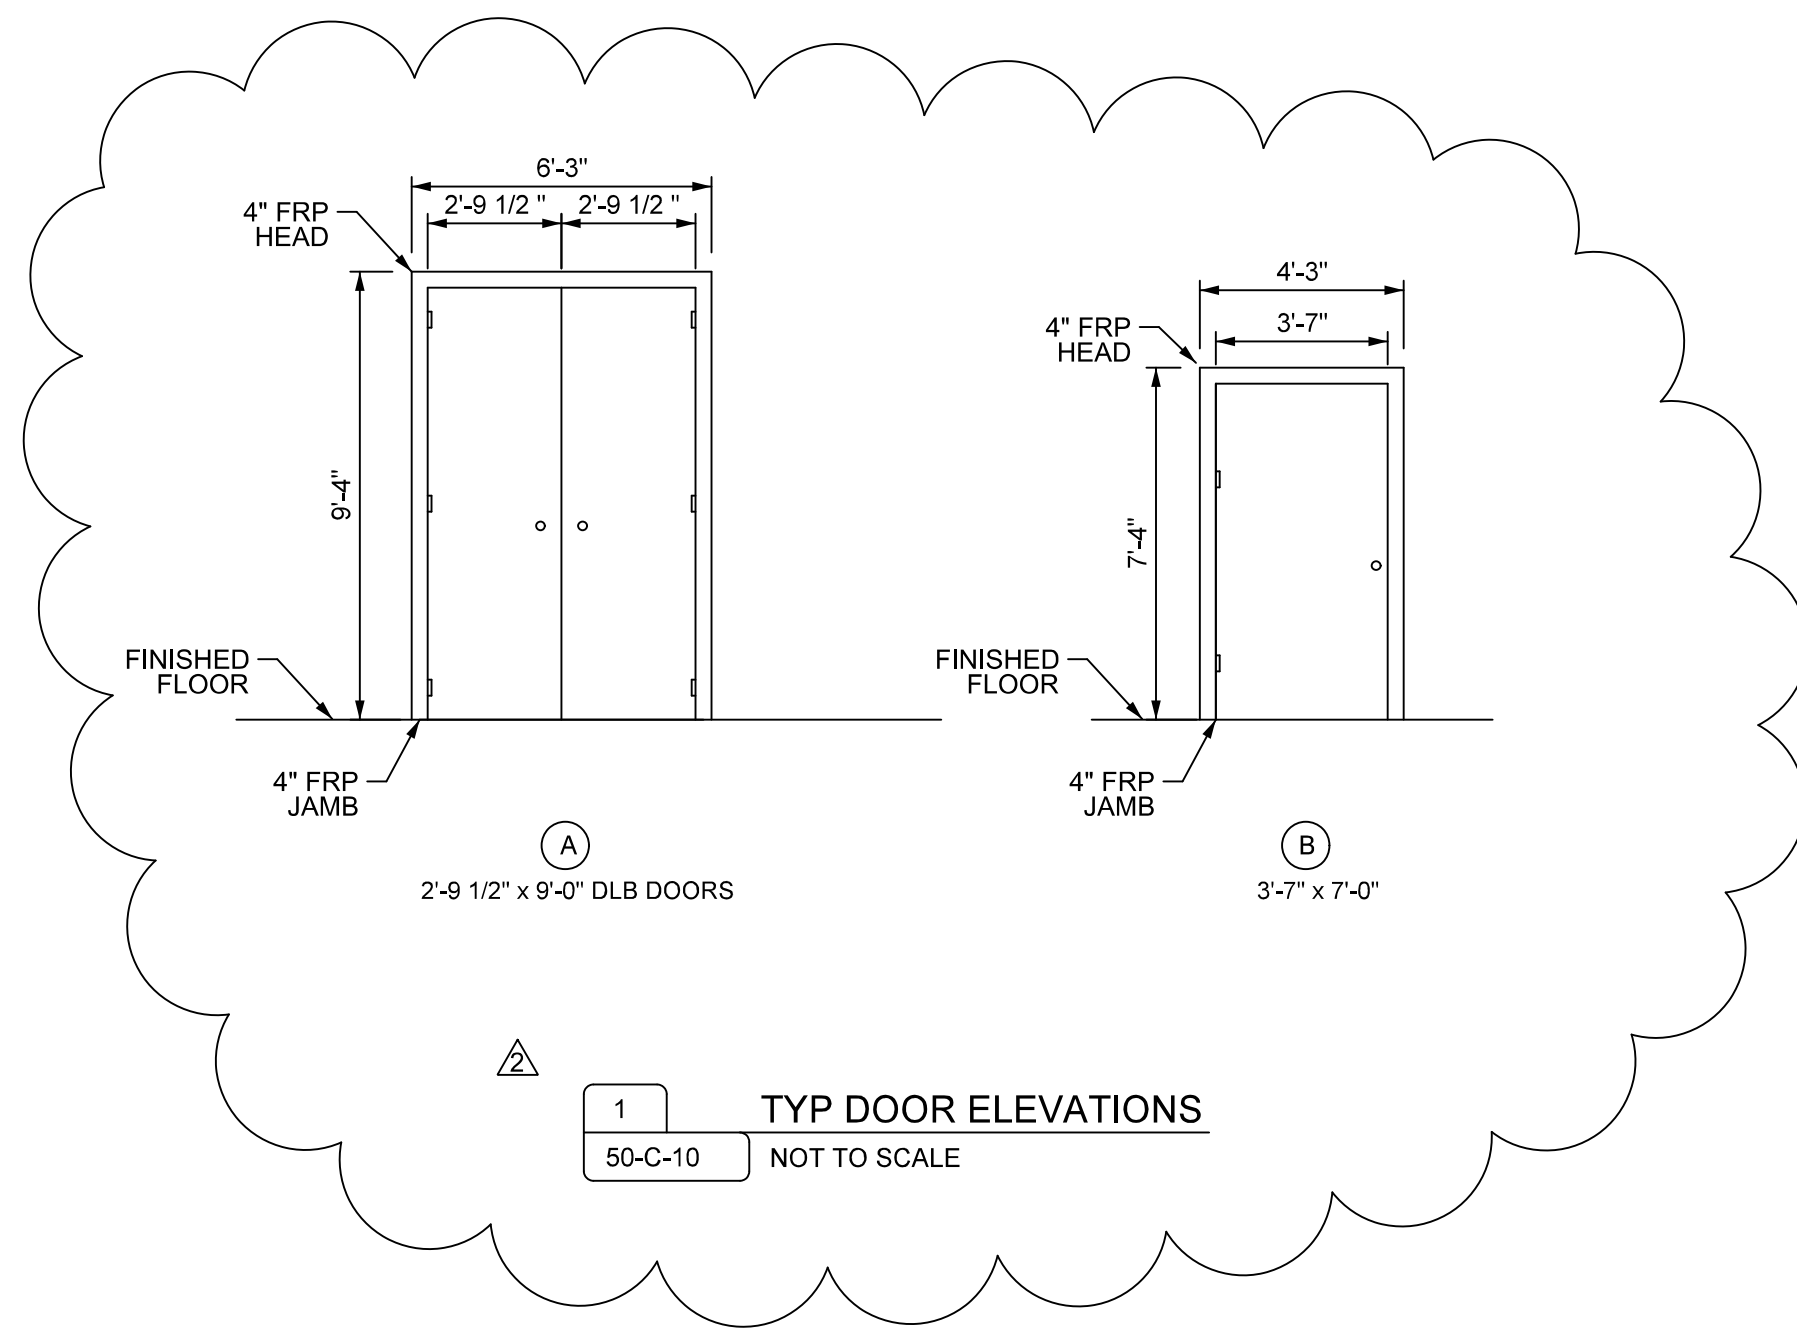 6'-3"
2'-9 1/2 "
2'-9 1/2 "
4" FRP
HEAD
9'-4"
FINISHED
FLOOR
4" FRP
JAMB
A
2'-9 1/2" x 9'-0" DLB DOORS
4'-3"
3'-7"
4" FRP
HEAD
7'-4"
FINISHED
FLOOR
4" FRP
JAMB
B
3'-7" x 7'-0"
2
1
TYP DOOR ELEVATIONS
50-C-10
NOT TO SCALE